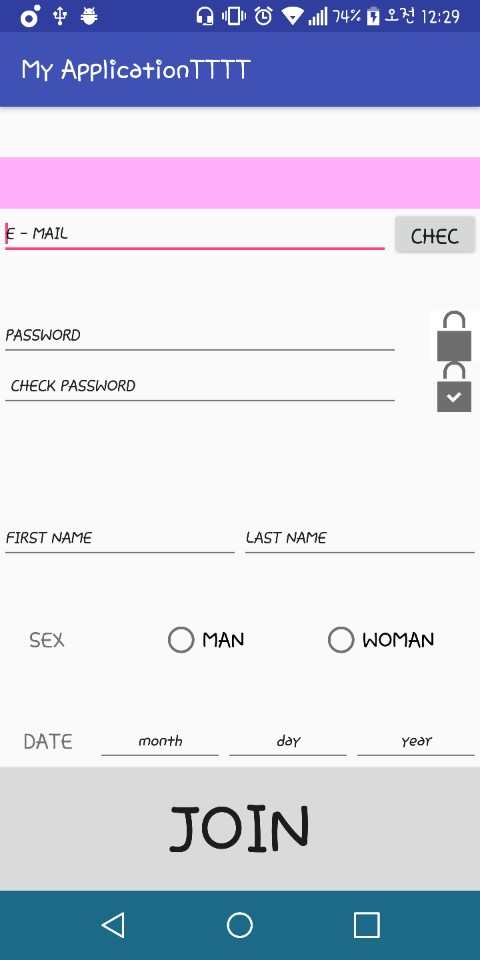 74% 오전 12:29
My ApplicationTTTT
E - MAIL
CHEC
PASSWORD
CHECK PASSWORD
FIRST NAME LAST NAME
SEX MAN WOMAN
DATE month day year
JOIN